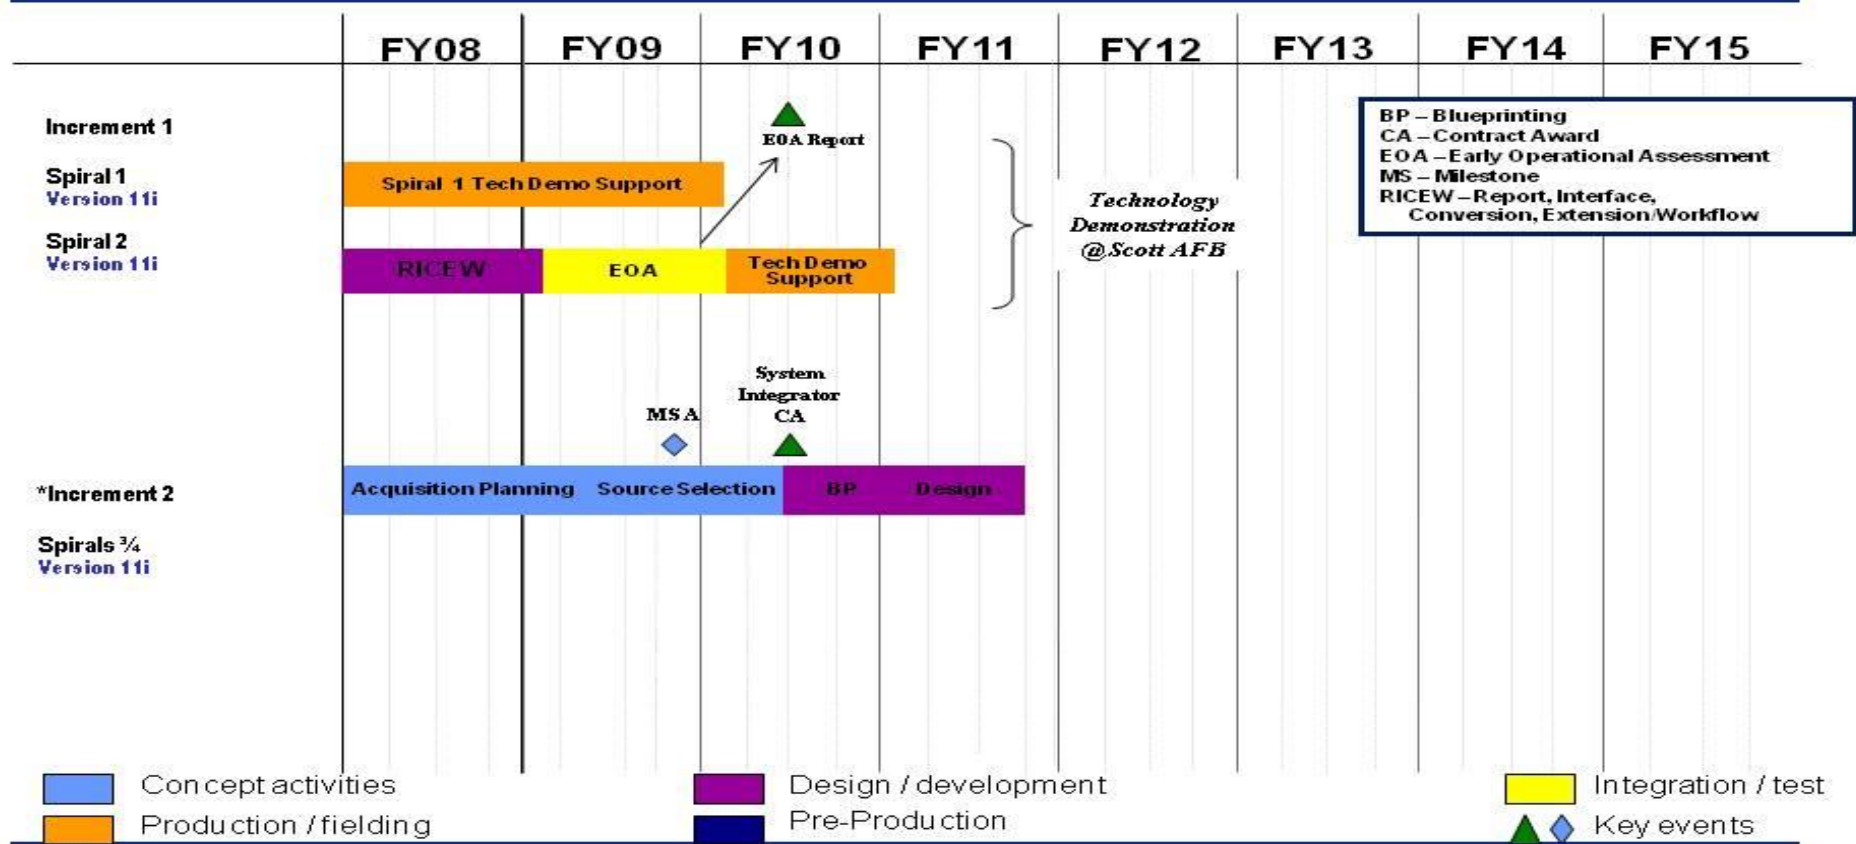 FY08 FY09 FY10 FY11 FY12 FY13 FY14 FY15
Increment 1
EOA Report
Spiral 1
Version 11i
Spiral 1 Tech Demo Support
Spiral 2
Version 11i
RICEW
EOA
Tech Demo
Support
Technology
Demonstration
@Scott AFB
BP – Blueprinting
CA – Contract Award
EOA – Early Operational Assessment
MS – Milestone
RICEW – Report, Interface,
Conversion, Extension/Workflow
MS A
System
Integrator
CA
*Increment 2
Acquisition Planning Source Selection BP Design
Spirals ¾
Version 11i
Concept activities
Design / development
Integration / test
Production / fielding
Pre-Production
Key events